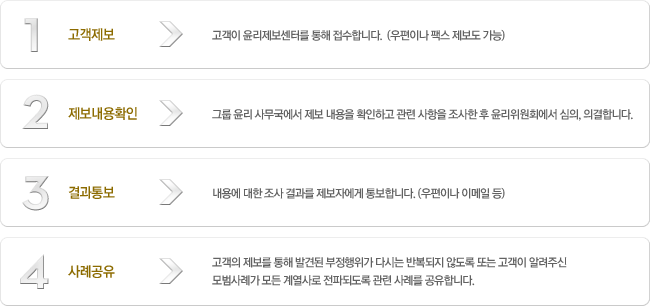 1 고객제보 고객이 윤리제보센터를 통해 접수합니다. (우편이나 팩스 제보도 가능)
2 제보내용확인 그룹 윤리 사무국에서 제보 내용을 확인하고 관련 사항을 조사한 후 윤리위원회에서 심의, 의결합니다.
3 결과통보 내용에 대한 조사 결과를 제보자에게 통보합니다. (우편이나 이메일 등)
4 사례공유 고객의 제보를 통해 발견된 부정행위가 다시는 반복되지 않도록 또는 고객이 알려주신
모범사례가 모든 계열사로 전파되도록 관련 사례를 공유합니다.